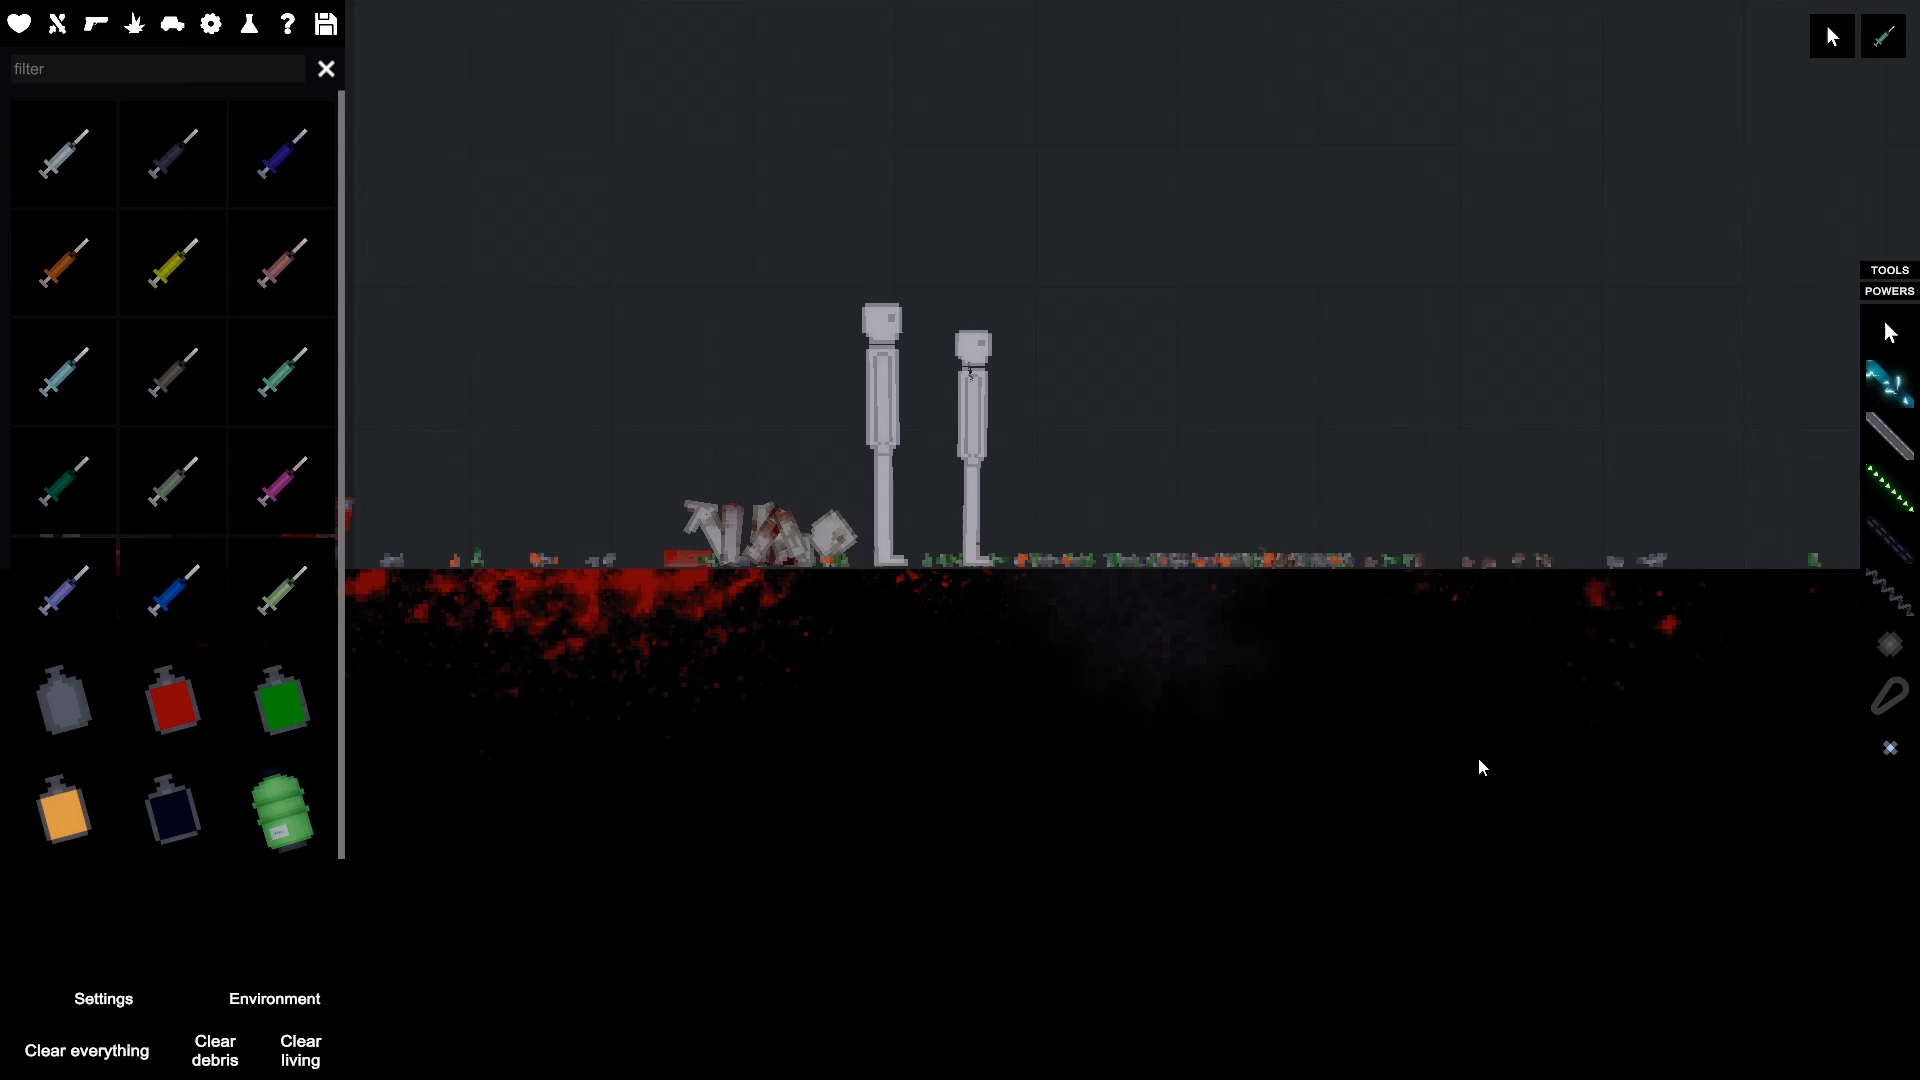 filter
TOOLS
POWERS
Settings
Environment
Clear everything
Clear
debris
Clear
living